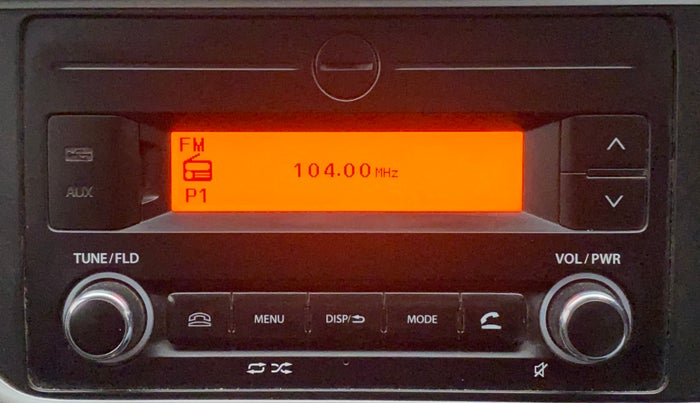 FM
104.00 MHz
P1
AUX
TUNE/FLD
VOL/PWR
MENU
DISP/
MODE